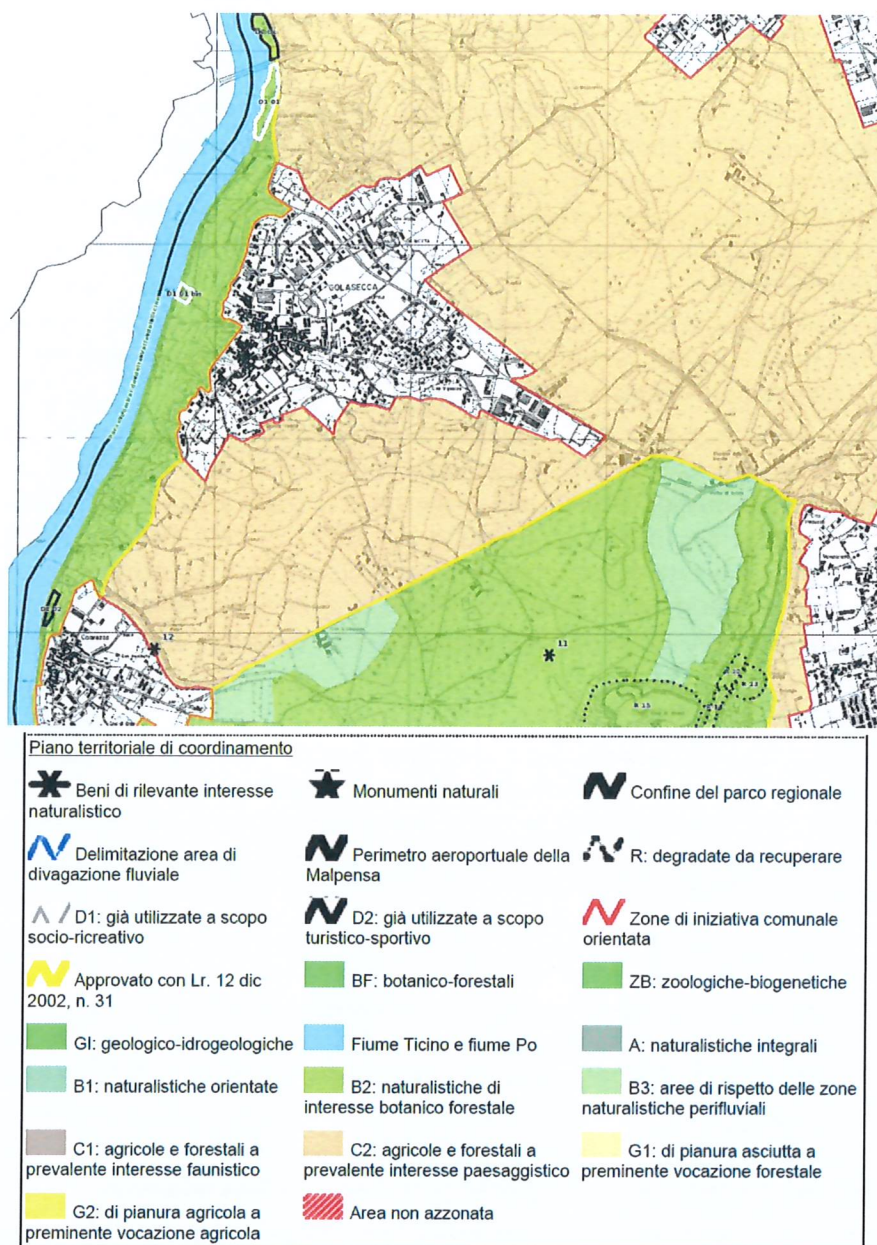 GOLASECCA
12
11
R 15
Piano territoriale di coordinamento
Beni di rilevante interesse
naturalistico
Monumenti naturali
Confine del parco regionale
Delimitazione area di
divagazione fluviale
Perimetro aeroportuale della
Malpensa
R: degradate da recuperare
D1: già utilizzate a scopo
socio-ricreativo
D2: già utilizzate a scopo
turistico-sportivo
Zone di iniziativa comunale
orientata
Approvato con Lr. 12 dic
2002, n. 31
BF: botanico-forestali
ZB: zoologiche-biogenetiche
GI: geologico-idrogeologiche
Fiume Ticino e fiume Po
A: naturalistiche integrali
B1: naturalistiche orientate
B2: naturalistiche di
interesse botanico forestale
B3: aree di rispetto delle zone
naturalistiche perifluviali
C1: agricole e forestali a
prevalente interesse faunistico
C2: agricole e forestali a
prevalente interesse paesaggistico
G1: di pianura asciutta a
preminente vocazione forestale
G2: di pianura agricola a
preminente vocazione agricola
Area non azzonata